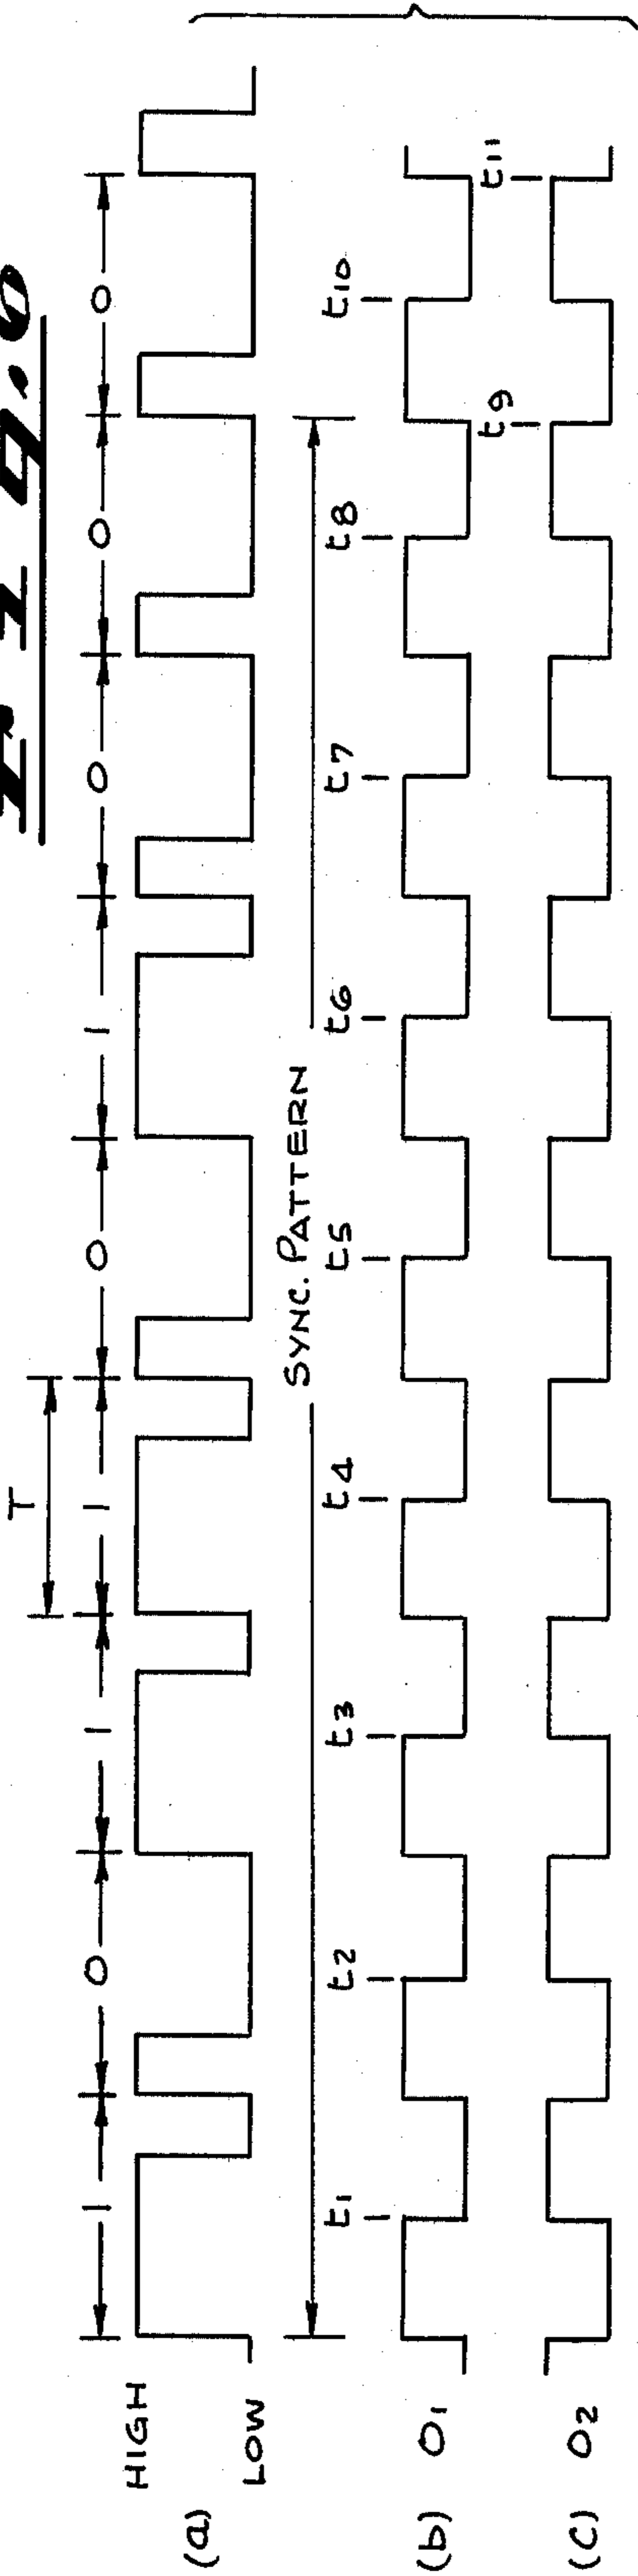 Fig.6
T
1 0 1 1 0 1 0 0 0
HIGH
(a)
LOW
SYNC. PATTERN
t1 t2 t3 t4 t5 t6 t7 t8 t10
(b) O1
t9 t11
(c) O2